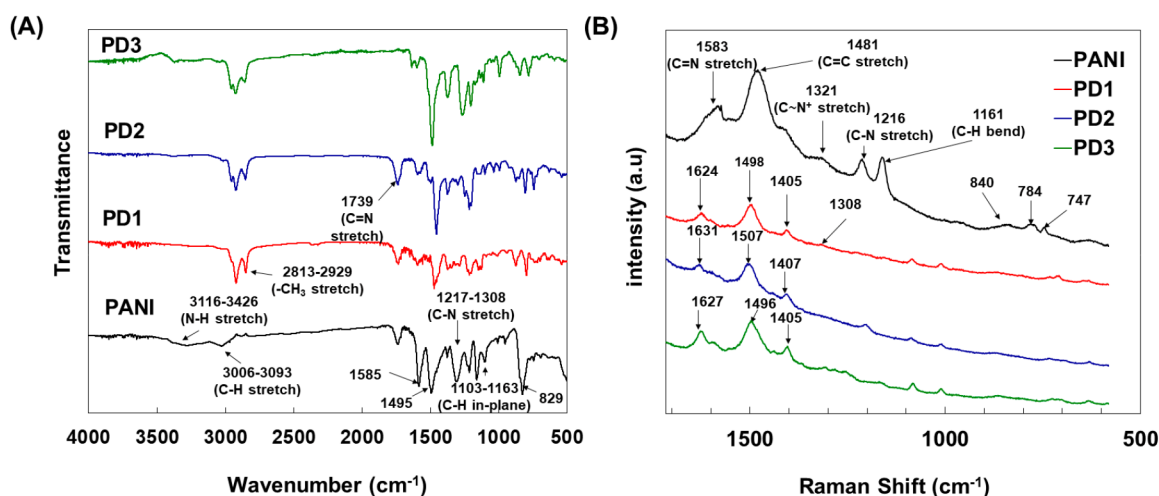 (A)
PD3
PD2
1739
(C=N
stretch)
PD1
2813-2929
(-CH₃ stretch)
PANI
3116-3426
(N-H stretch)
3006-3093
(C-H stretch)
1217-1308
(C-N stretch)
1585
1495
1103-1163
(C-H in-plane)
829
Transmittance
4000 3500 3000 2500 2000 1500 1000 500
Wavenumber (cm⁻¹)
(B)
1583
(C=N stretch)
1481
(C=C stretch)
1321
(C~N⁺ stretch)
1216
(C-N stretch)
1161
(C-H bend)
840
784
747
PANI
PD1
PD2
PD3
1624
1498
1405
1308
1631
1507
1407
1627
1496
1405
intensity (a.u)
1500 1000 500
Raman Shift (cm⁻¹)